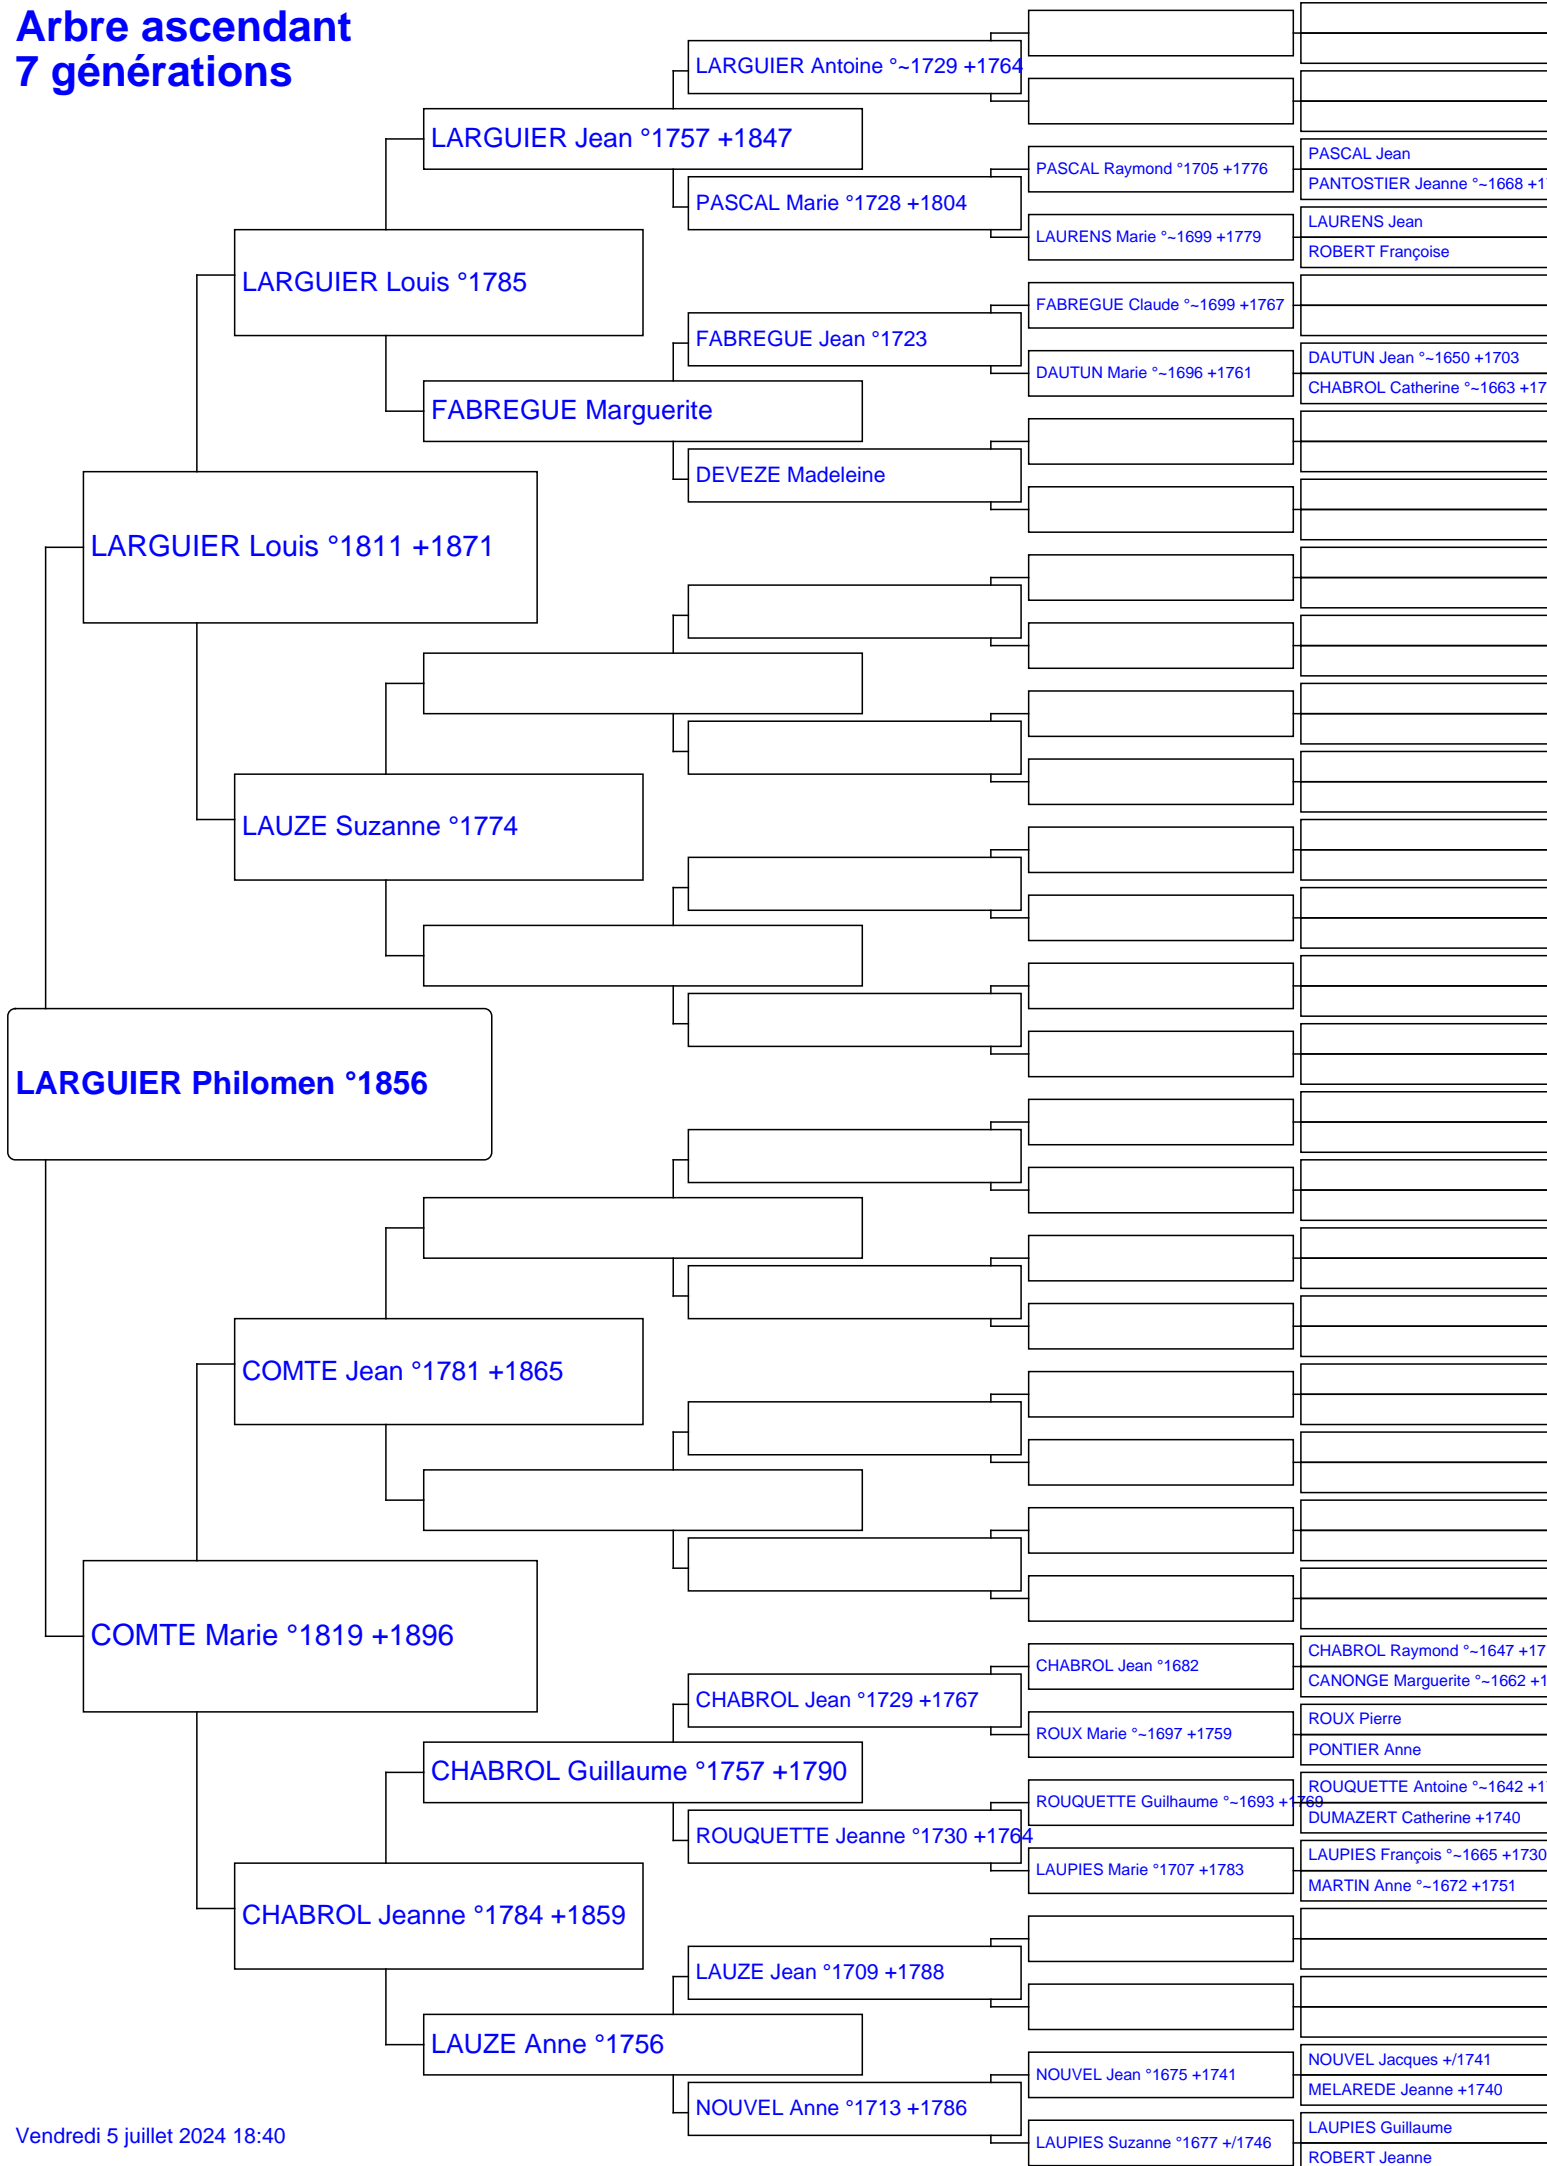 Arbre ascendant
7 générations
LARGUIER Antoine °~1729 +1764
LARGUIER Jean °1757 +1847
PASCAL Raymond °1705 +1776
PASCAL Jean
PANTOSTIER Jeanne °~1668 +1
PASCAL Marie °1728 +1804
LAURENS Marie °~1699 +1779
LAURENS Jean
ROBERT Françoise
LARGUIER Louis °1785
FABREGUE Claude °~1699 +1767
FABREGUE Jean °1723
DAUTUN Marie °~1696 +1761
DAUTUN Jean °~1650 +1703
CHABROL Catherine °~1663 +17
FABREGUE Marguerite
DEVEZE Madeleine
LARGUIER Louis °1811 +1871
LAUZE Suzanne °1774
LARGUIER Philomen °1856
COMTE Jean °1781 +1865
COMTE Marie °1819 +1896
CHABROL Jean °1682
CHABROL Raymond °~1647 +17
CANONGE Marguerite °~1662 +1
CHABROL Jean °1729 +1767
ROUX Marie °~1697 +1759
ROUX Pierre
PONTIER Anne
CHABROL Guillaume °1757 +1790
ROUQUETTE Guilhaume °~1693 +1769
ROUQUETTE Antoine °~1642 +1
DUMAZERT Catherine +1740
ROUQUETTE Jeanne °1730 +1764
LAUPIES Marie °1707 +1783
LAUPIES François °~1665 +1730
MARTIN Anne °~1672 +1751
CHABROL Jeanne °1784 +1859
LAUZE Jean °1709 +1788
LAUZE Anne °1756
NOUVEL Jean °1675 +1741
NOUVEL Jacques +/1741
MELAREDE Jeanne +1740
NOUVEL Anne °1713 +1786
LAUPIES Suzanne °1677 +/1746
LAUPIES Guillaume
ROBERT Jeanne
Vendredi 5 juillet 2024 18:40